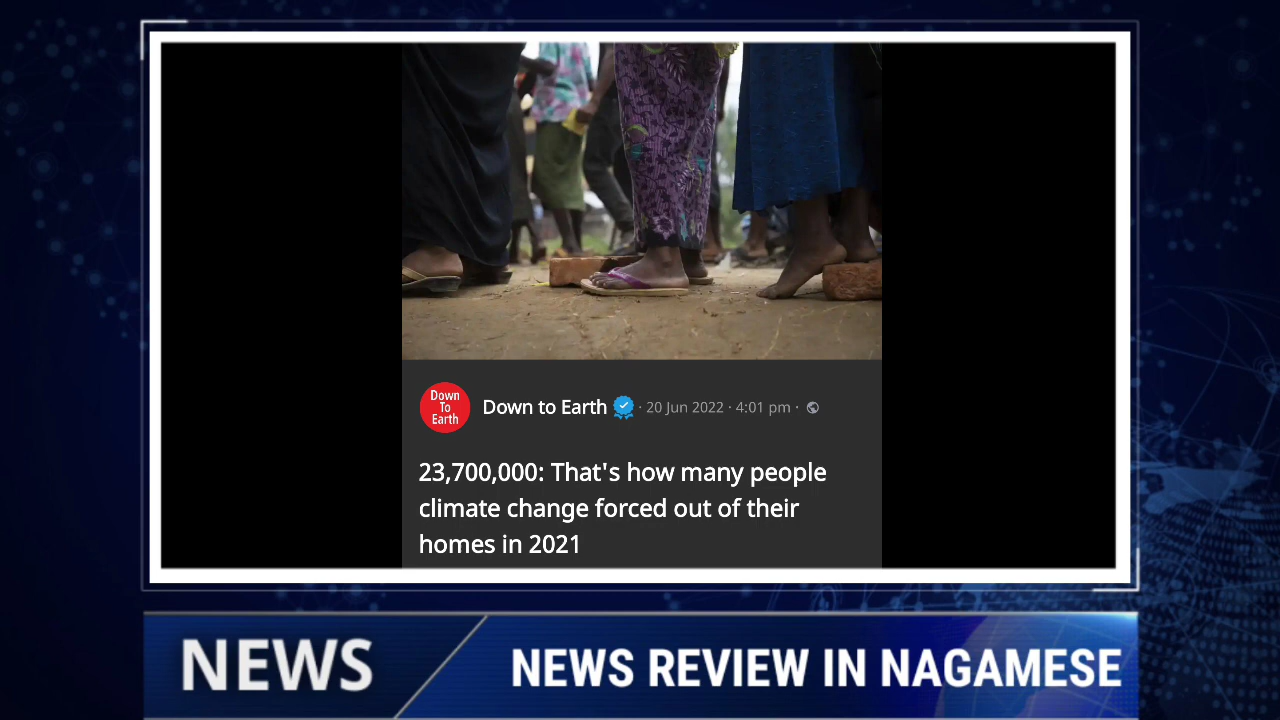 Down
To
Earth
Down to Earth · 20 Jun 2022 · 4:01 pm ·
23,700,000: That's how many people
climate change forced out of their
homes in 2021
NEWS
NEWS REVIEW IN NAGAMESE